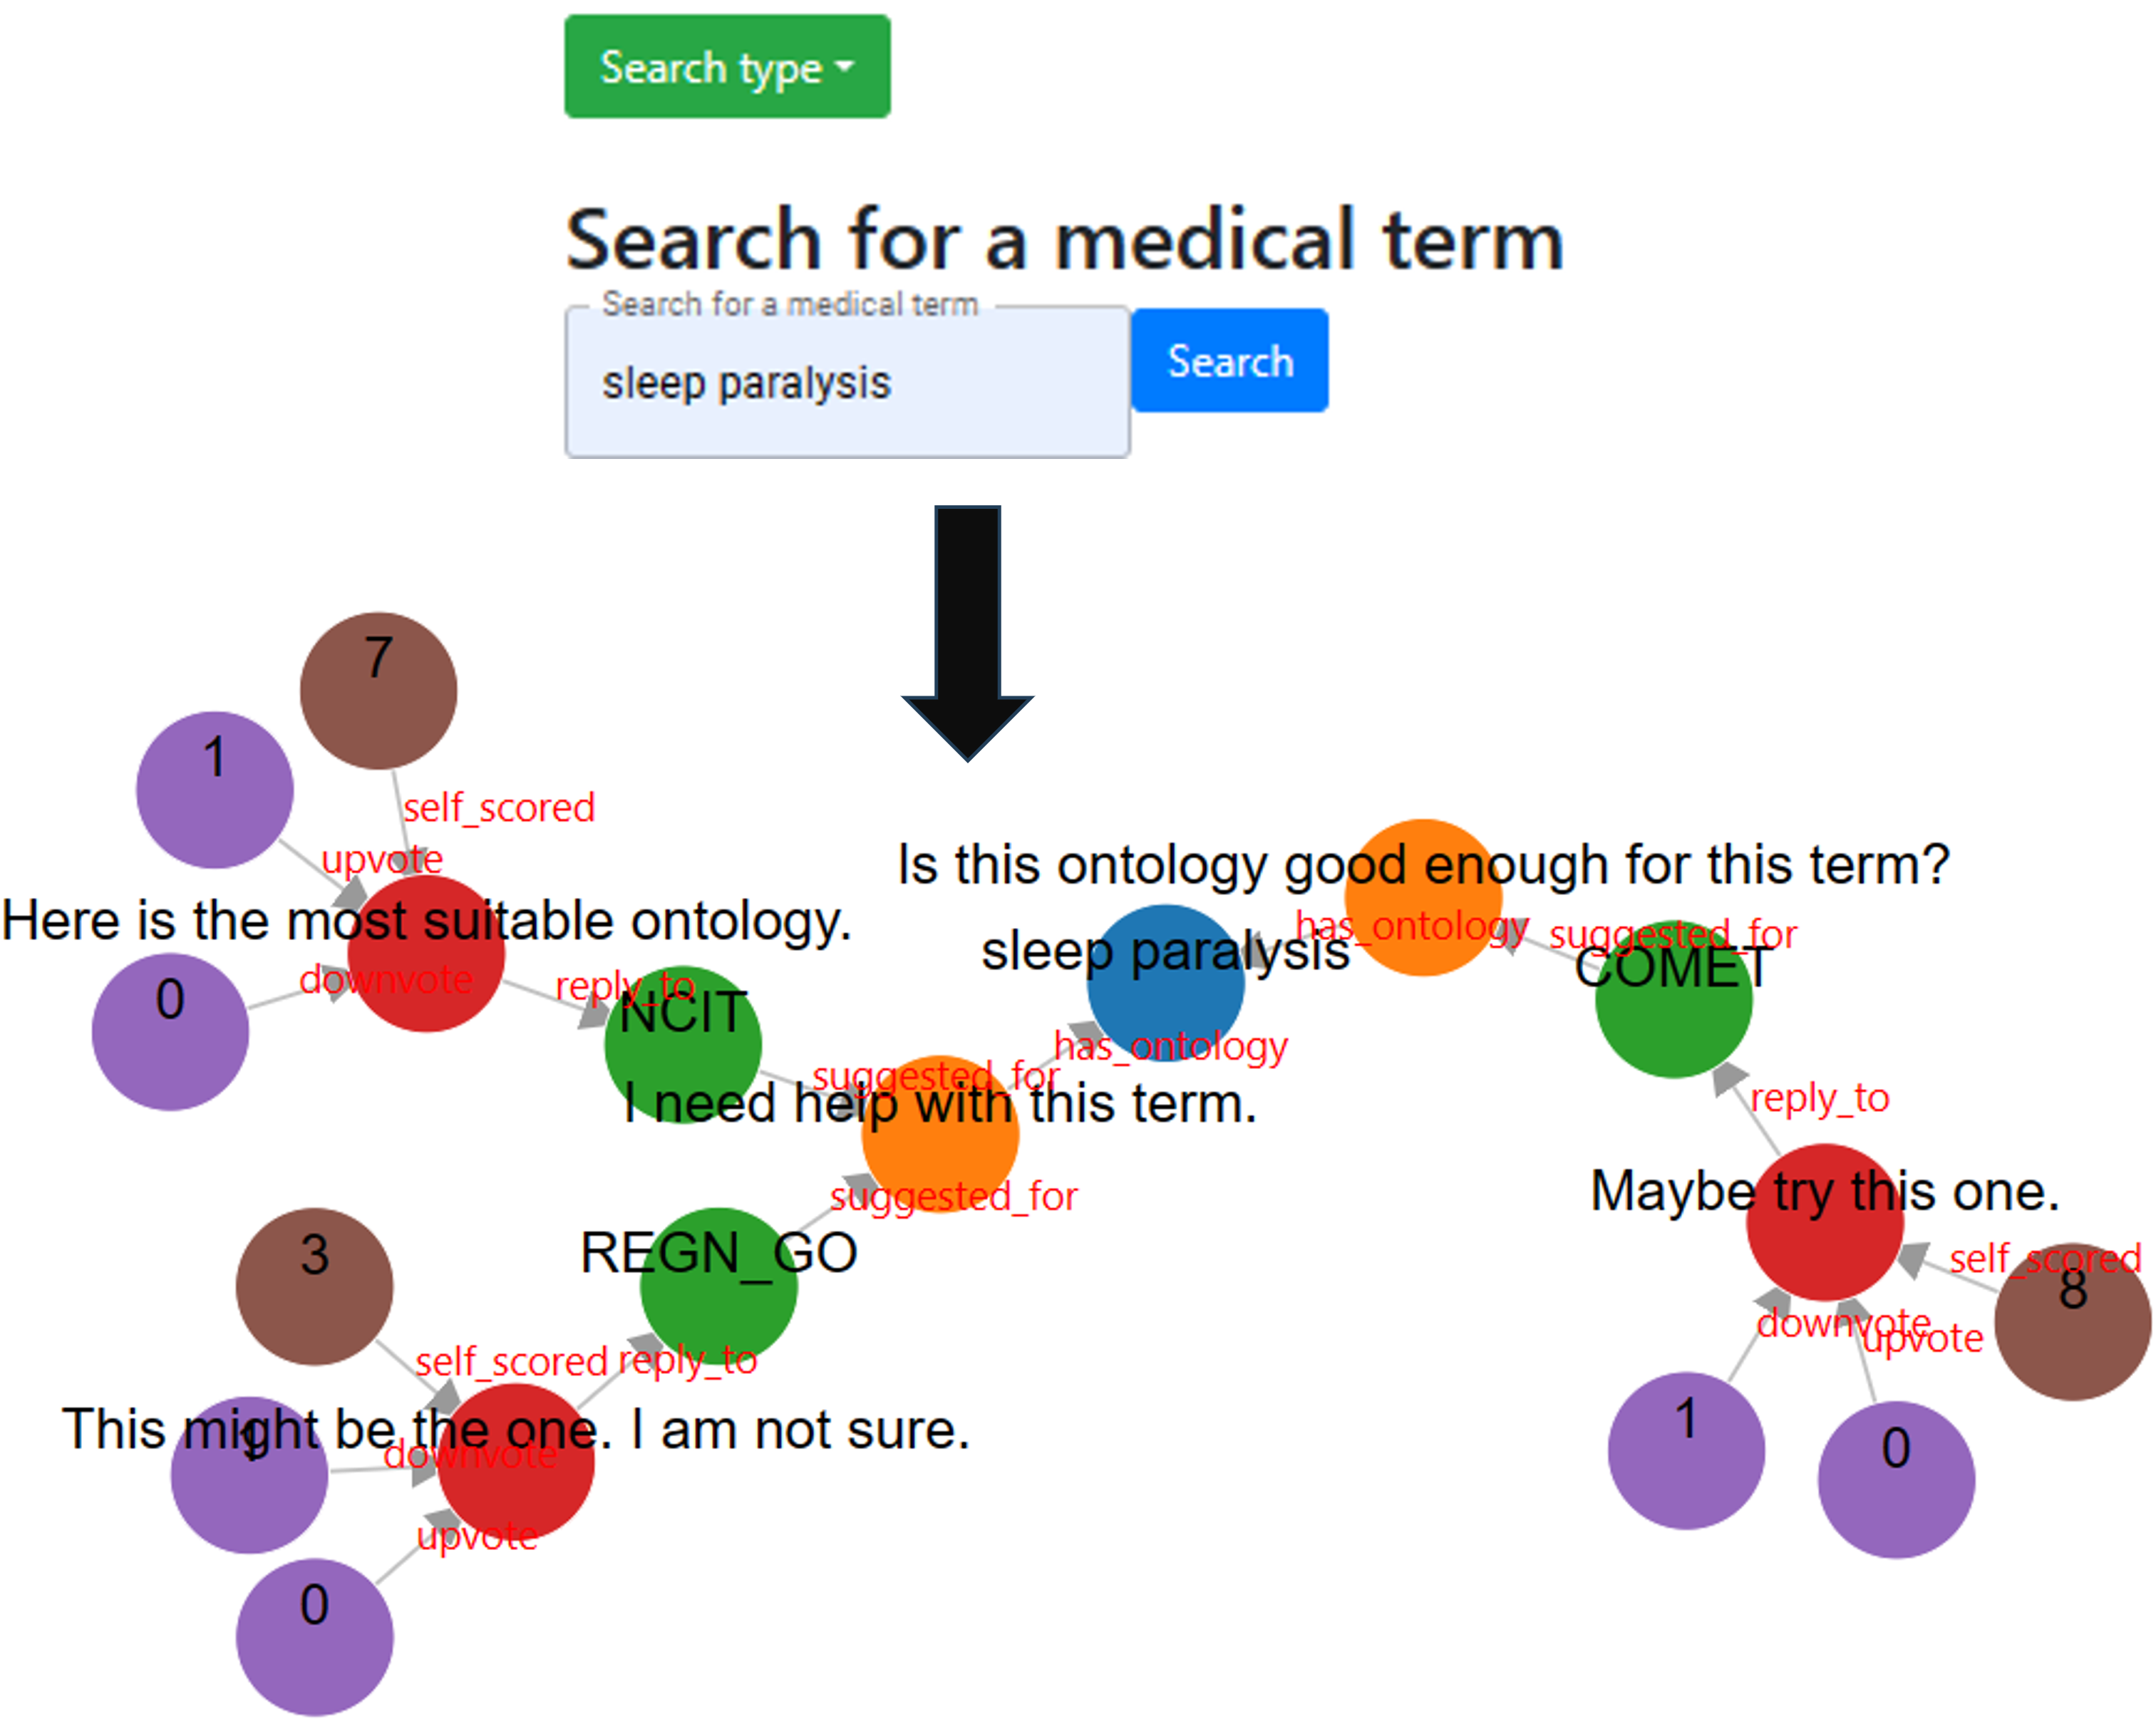 Search type
Search for a medical term
Search for a medical term
sleep paralysis
Search
7
1
self_scored
upvote
Here is the most suitable ontology.
0
downvote
reply_to
NCIT
Is this ontology good enough for this term?
has_ontology
suggested_for
sleep paralysis
COMET
has_ontology
suggested_for
I need help with this term.
reply_to
suggested_for
Maybe try this one.
REGN_GO
3
self_scored
8
downvote
upvote
self_scored
reply_to
This might be the one. I am not sure.
1
downvote
1
0
upvote
0